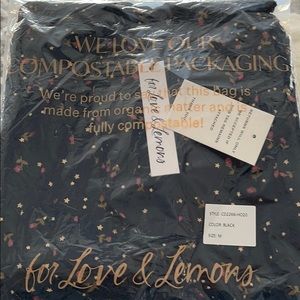 WE LOVE OUR
COMPOSTABLE PACKAGING
We're proud to say that this bag is
made from organic matter and is
fully compostable!
for Love & Lemons
COLOR: BLACK
SIZE: M
for Love & Lemons